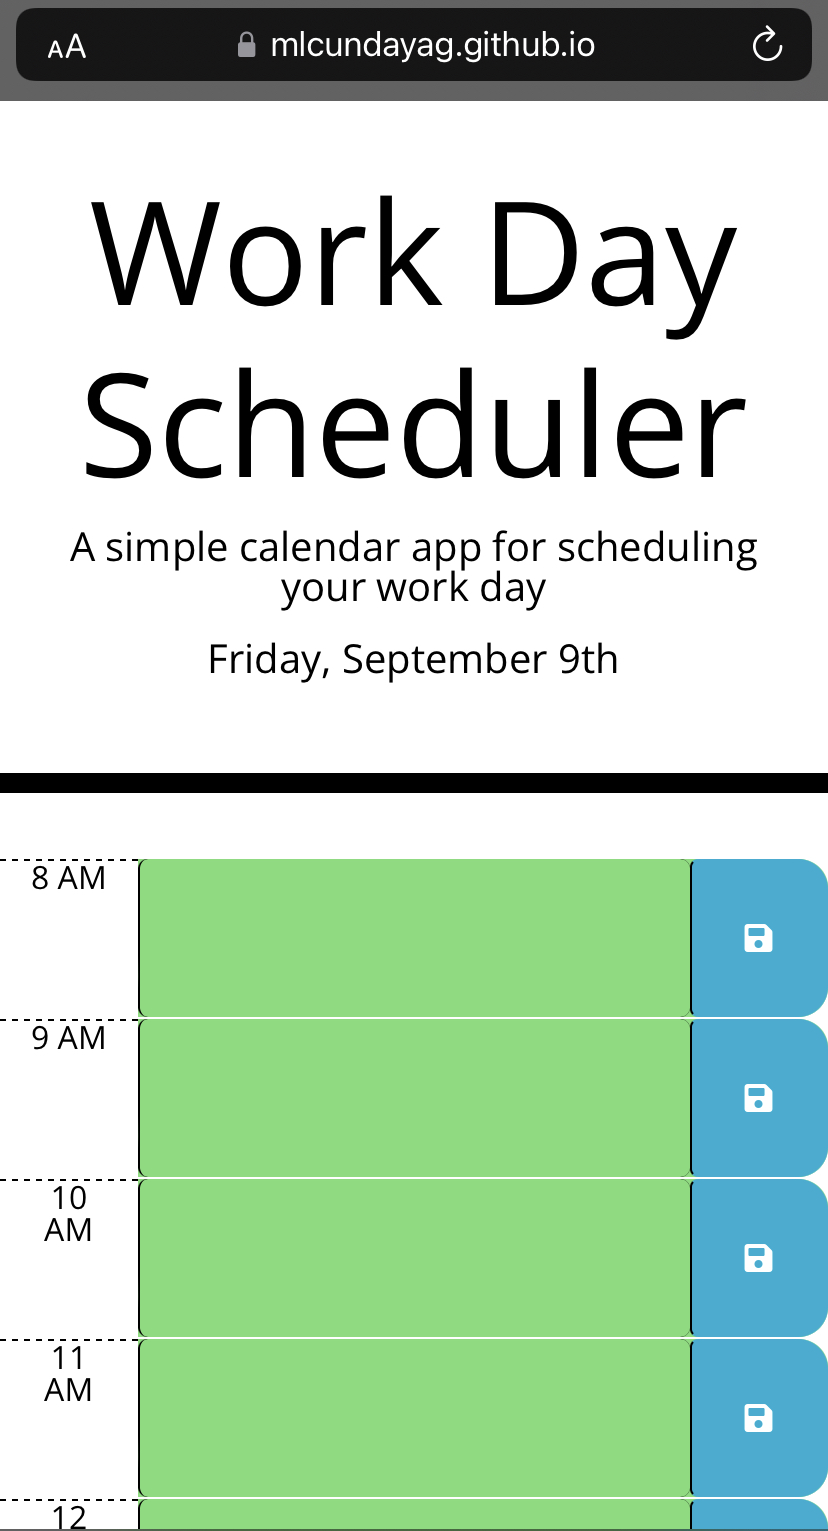 AA mlcundayag.github.io
Work Day
Scheduler
A simple calendar app for scheduling
your work day
Friday, September 9th
8 AM
9 AM
10
AM
11
AM
12